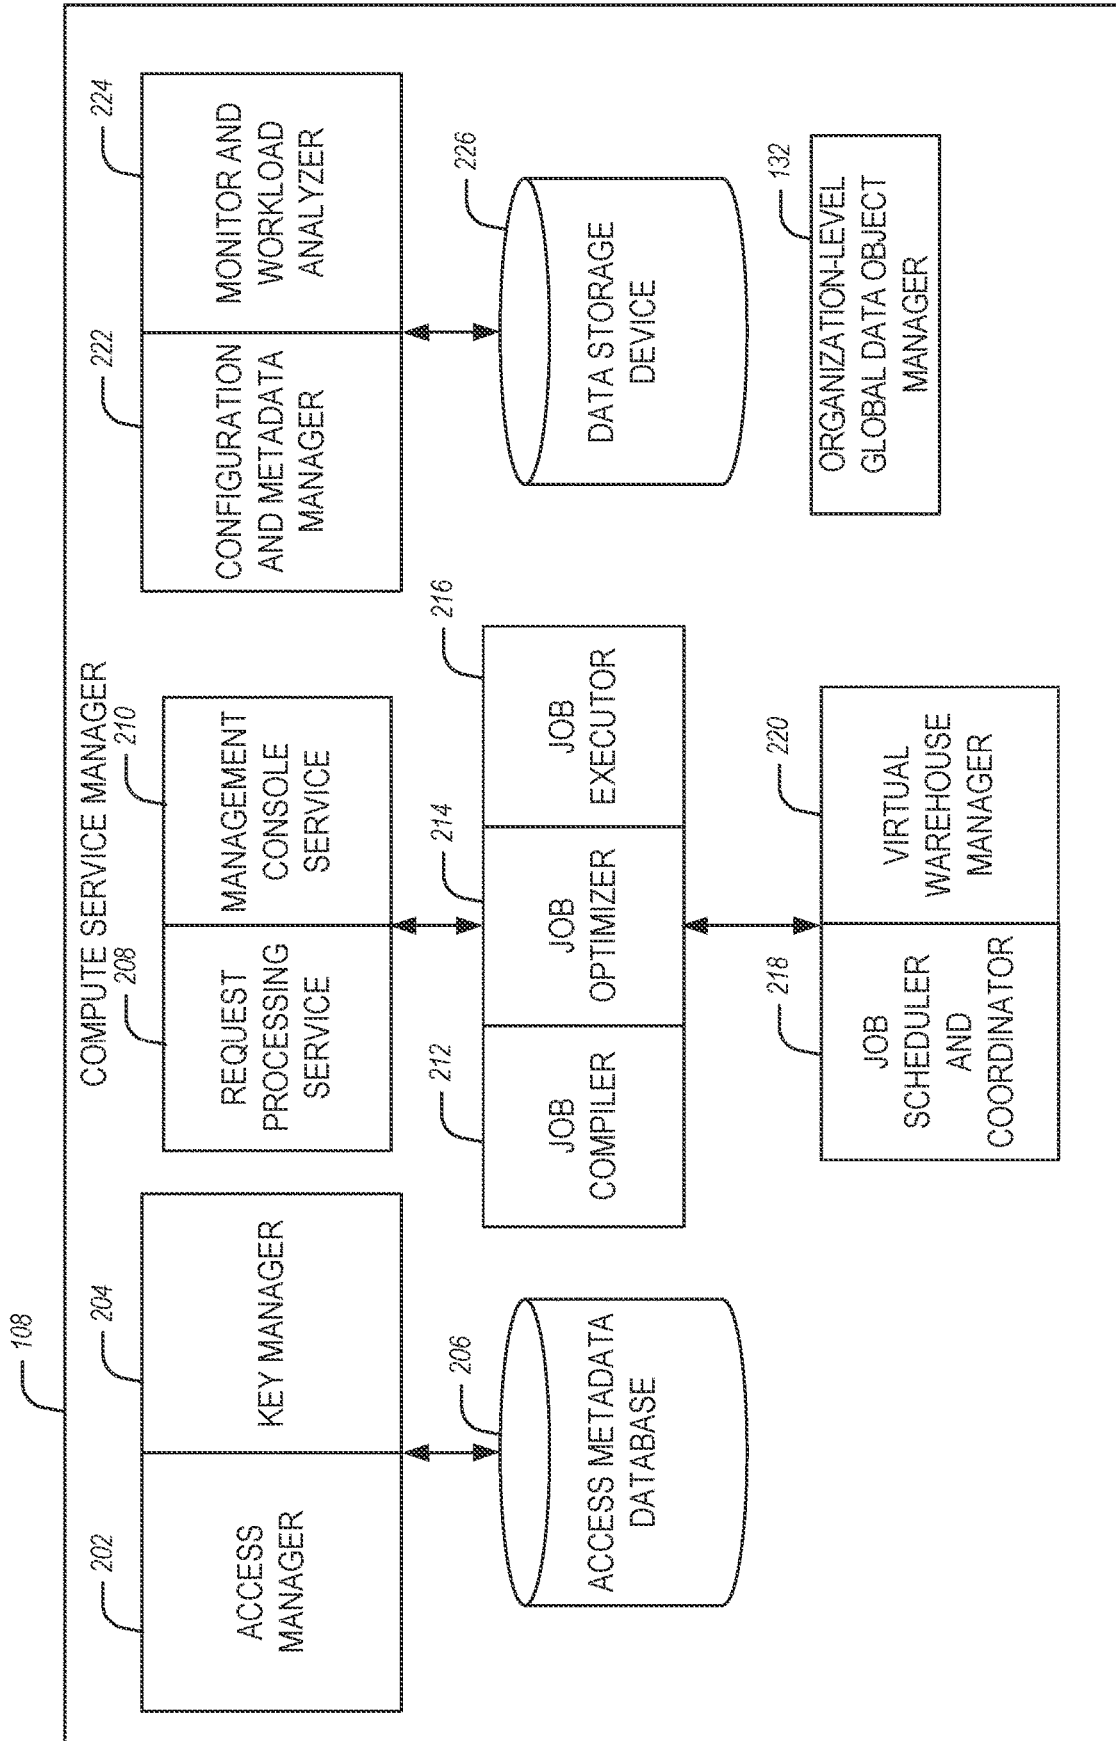 108
COMPUTE SERVICE MANAGER
202
ACCESS
MANAGER
204
KEY MANAGER
206
ACCESS METADATA
DATABASE
208
REQUEST
PROCESSING
SERVICE
210
MANAGEMENT
CONSOLE
SERVICE
212
JOB
COMPILER
214
JOB
OPTIMIZER
216
JOB
EXECUTOR
218
JOB
SCHEDULER
AND
COORDINATOR
220
VIRTUAL
WAREHOUSE
MANAGER
222
CONFIGURATION
AND METADATA
MANAGER
224
MONITOR AND
WORKLOAD
ANALYZER
226
DATA STORAGE
DEVICE
132
ORGANIZATION-LEVEL
GLOBAL DATA OBJECT
MANAGER